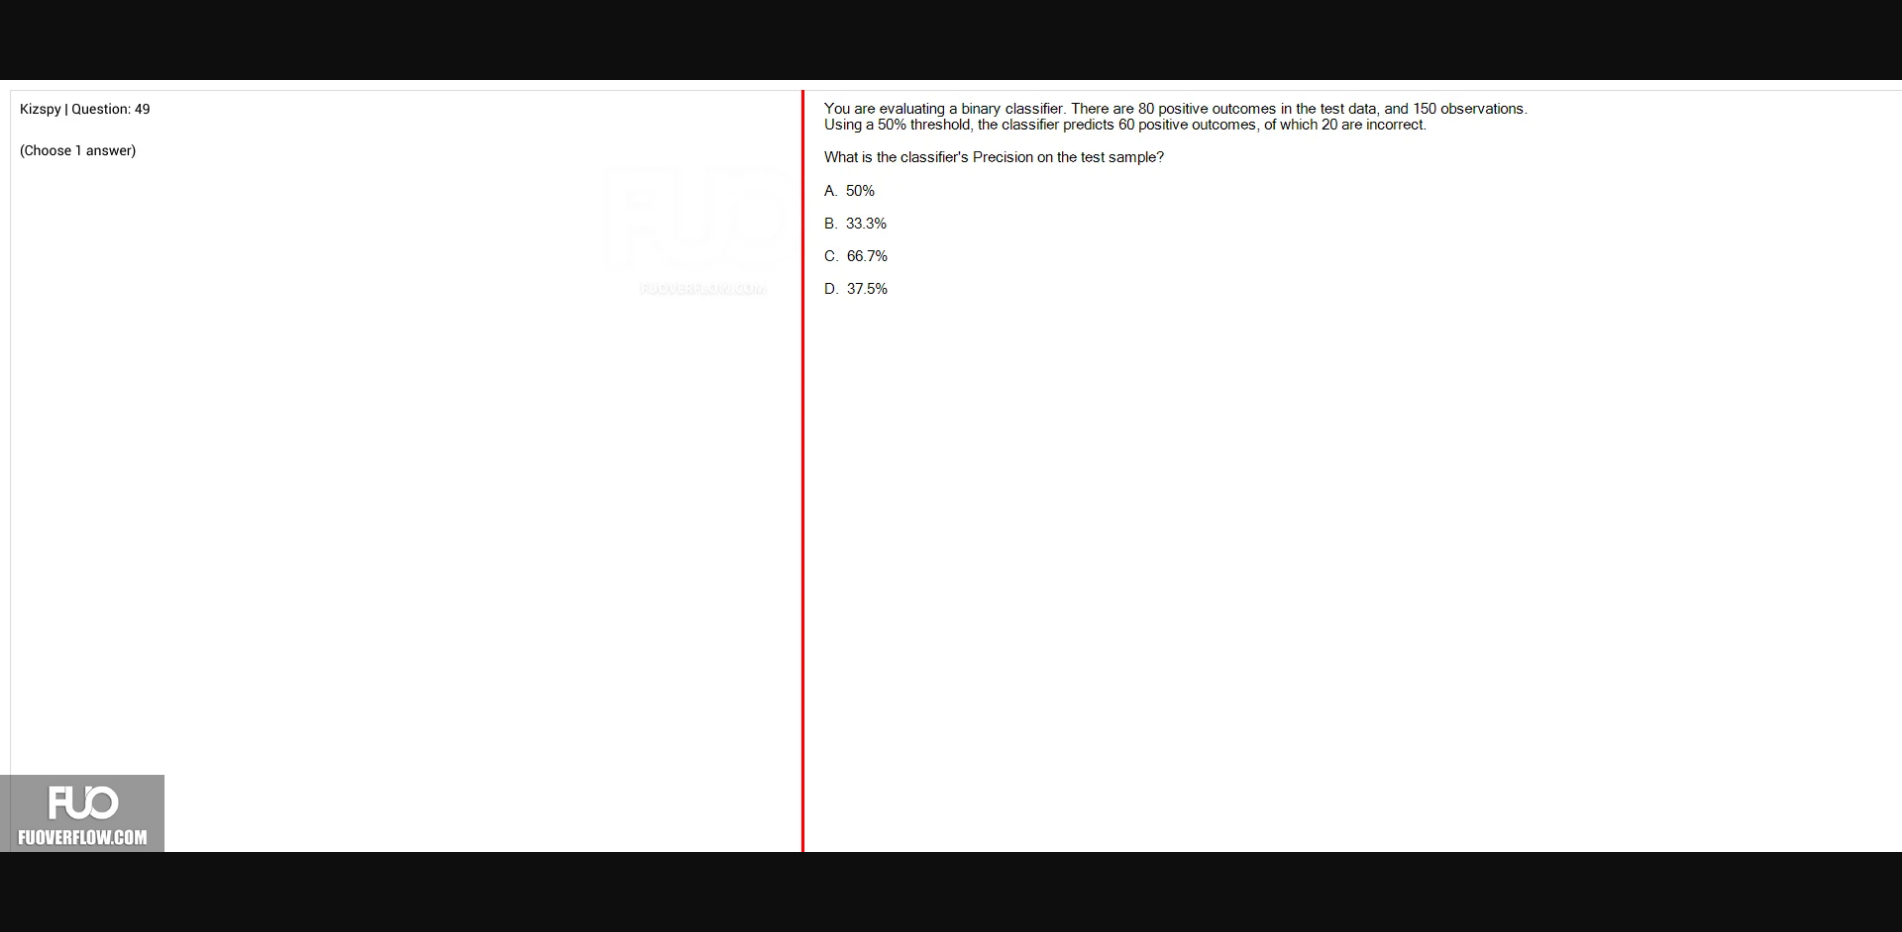 Kizspy | Question: 49
(Choose 1 answer)
You are evaluating a binary classifier. There are 80 positive outcomes in the test data, and 150 observations.
Using a 50% threshold, the classifier predicts 60 positive outcomes, of which 20 are incorrect.
What is the classifier's Precision on the test sample?
A. 50%
B. 33.3%
C. 66.7%
D. 37.5%
FUO
FUOVERFLOW.COM
FUO
FUOVERFLOW.COM